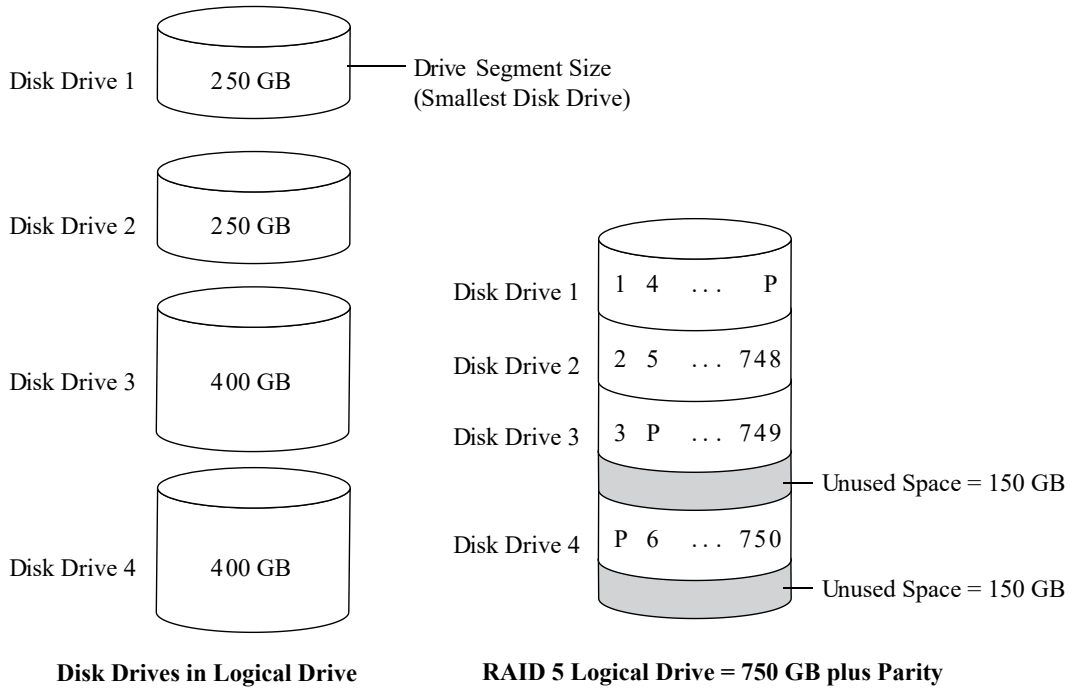 Disk Drive 1
250 GB
Drive Segment Size
(Smallest Disk Drive)
Disk Drive 2
250 GB
Disk Drive 3
400 GB
Disk Drive 4
400 GB
Disk Drives in Logical Drive
Disk Drive 1
1 4 ... P
Disk Drive 2
2 5 ... 748
Disk Drive 3
3 P ... 749
Unused Space = 150 GB
Disk Drive 4
P 6 ... 750
Unused Space = 150 GB
RAID 5 Logical Drive = 750 GB plus Parity